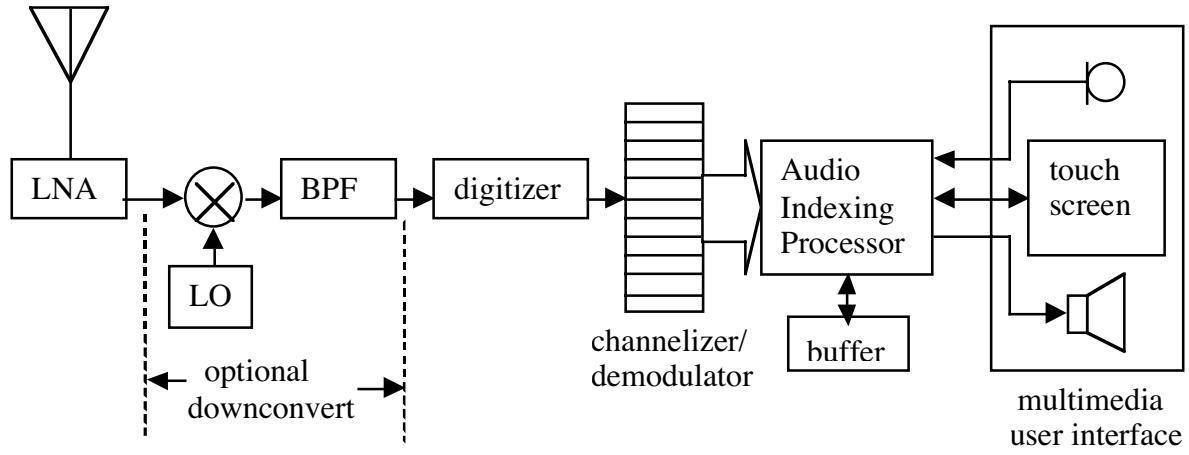 LNA
BPF
digitizer
LO
optional
downconvert
channelizer/
demodulator
Audio
Indexing
Processor
buffer
touch
screen
multimedia
user interface